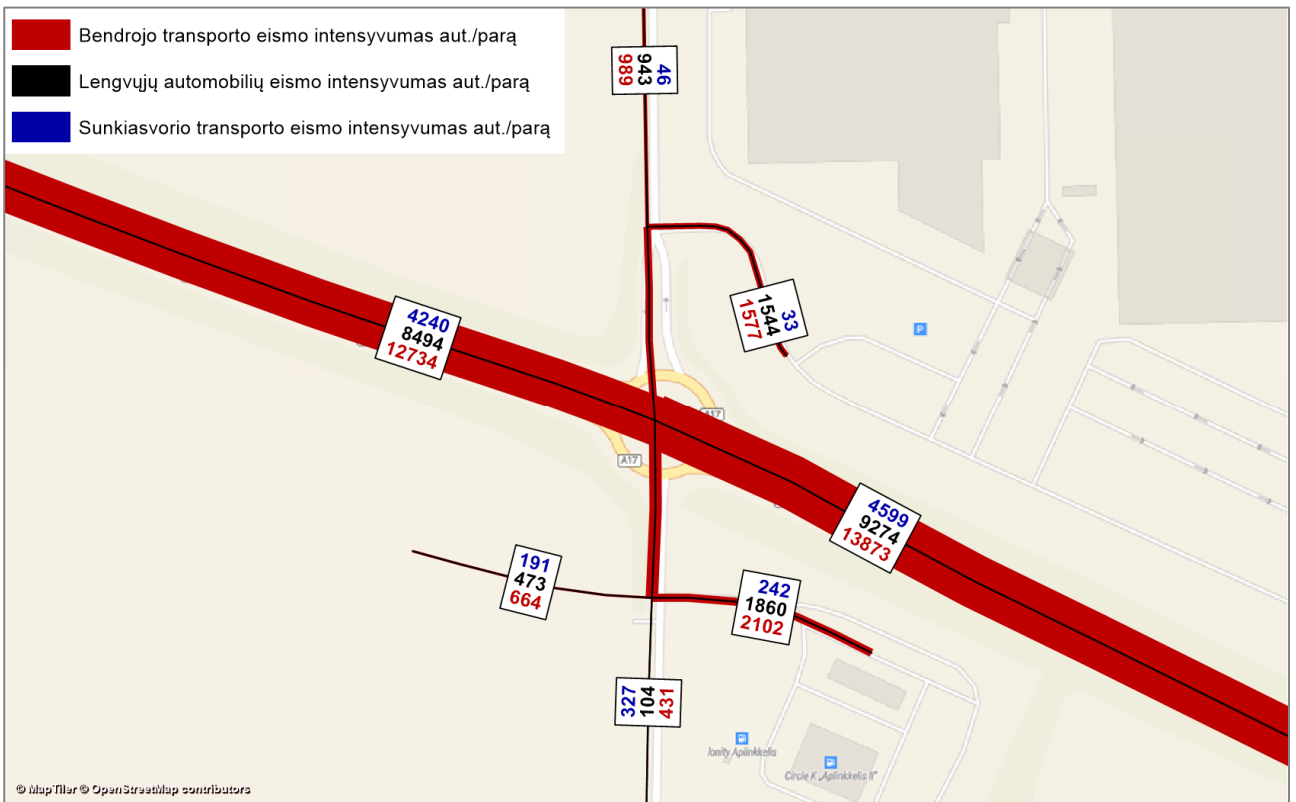 Bendrojo transporto eismo intensyvumas aut./parą
Lengvųjų automobilių eismo intensyvumas aut./parą
Sunkiasvorio transporto eismo intensyvumas aut./parą
46
943
989
33
1544
1577
4240
8494
12734
A17
A17
P
4599
9274
13873
191
473
664
242
1860
2102
327
104
431
Ionity Aplinkkelis
Circle K „Aplinkkelis II"
© MapTiler © OpenStreetMap contributors